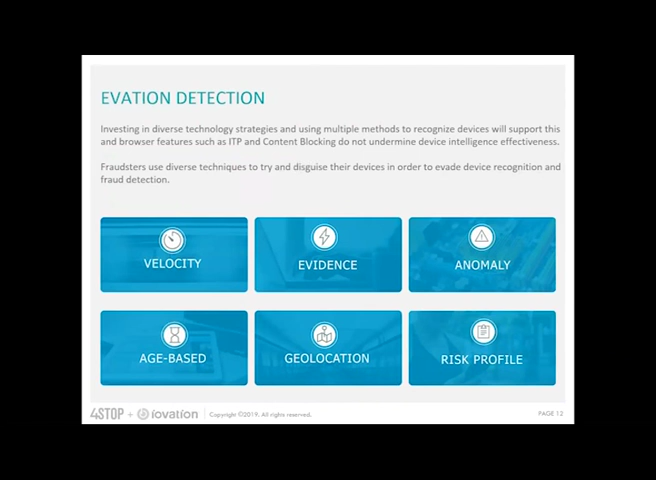 EVATION DETECTION
Investing in diverse technology strategies and using multiple methods to recognize devices will support this
and browser features such as ITP and Content Blocking do not undermine device intelligence effectiveness.
Fraudsters use diverse techniques to try and disguise their devices in order to evade device recognition and
fraud detection.
VELOCITY
EVIDENCE
ANOMALY
AGE-BASED
GEOLOCATION
RISK PROFILE
4STOP + iovation Copyright ©2019. All rights reserved. PAGE 12